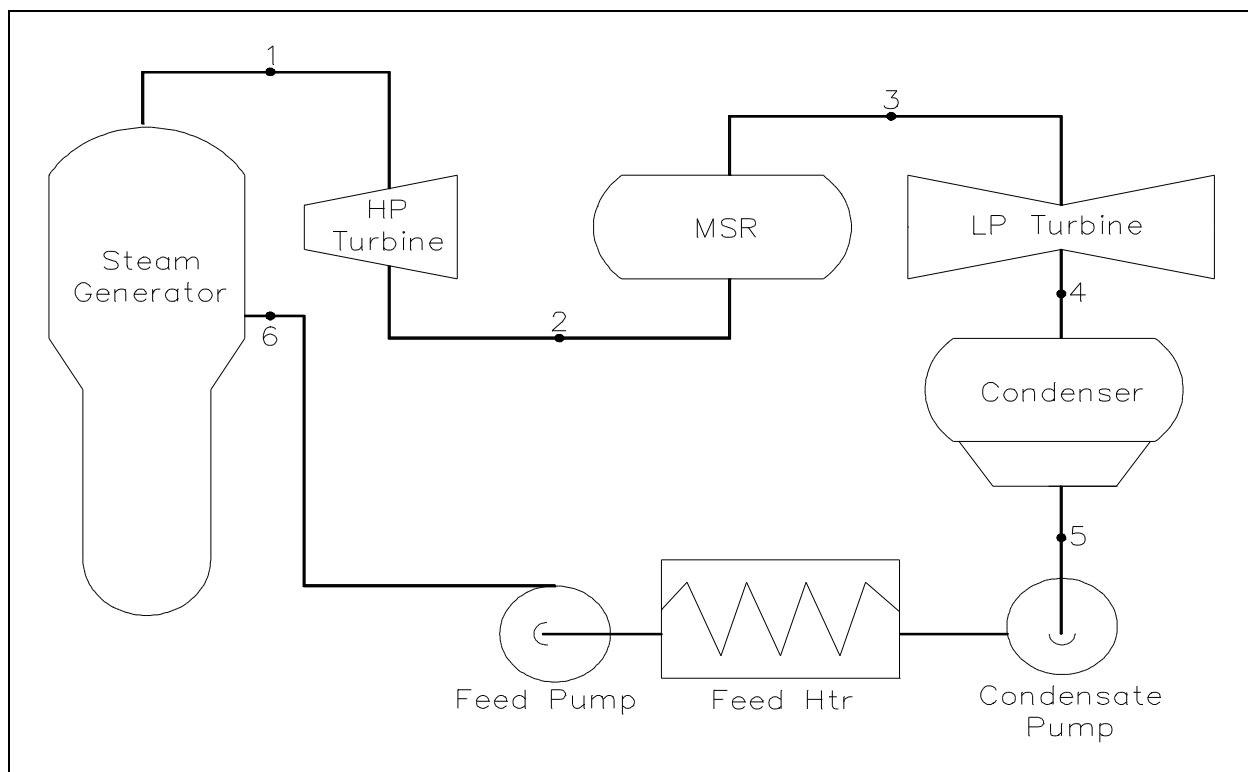 1
3
HP
Turbine
MSR
LP Turbine
Steam
Generator
4
2
6
Condenser
5
Feed Pump
Feed Htr
Condensate
Pump